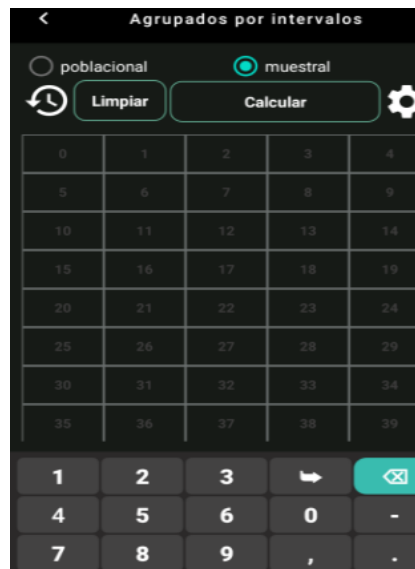 Agrupados por intervalos
poblacional muestral
Limpiar Calcular
0 1 2 3 4
5 6 7 8 9
10 11 12 13 14
15 16 17 18 19
20 21 22 23 24
25 26 27 28 29
30 31 32 33 34
35 36 37 38 39
1 2 3
4 5 6 0 -
7 8 9 , .